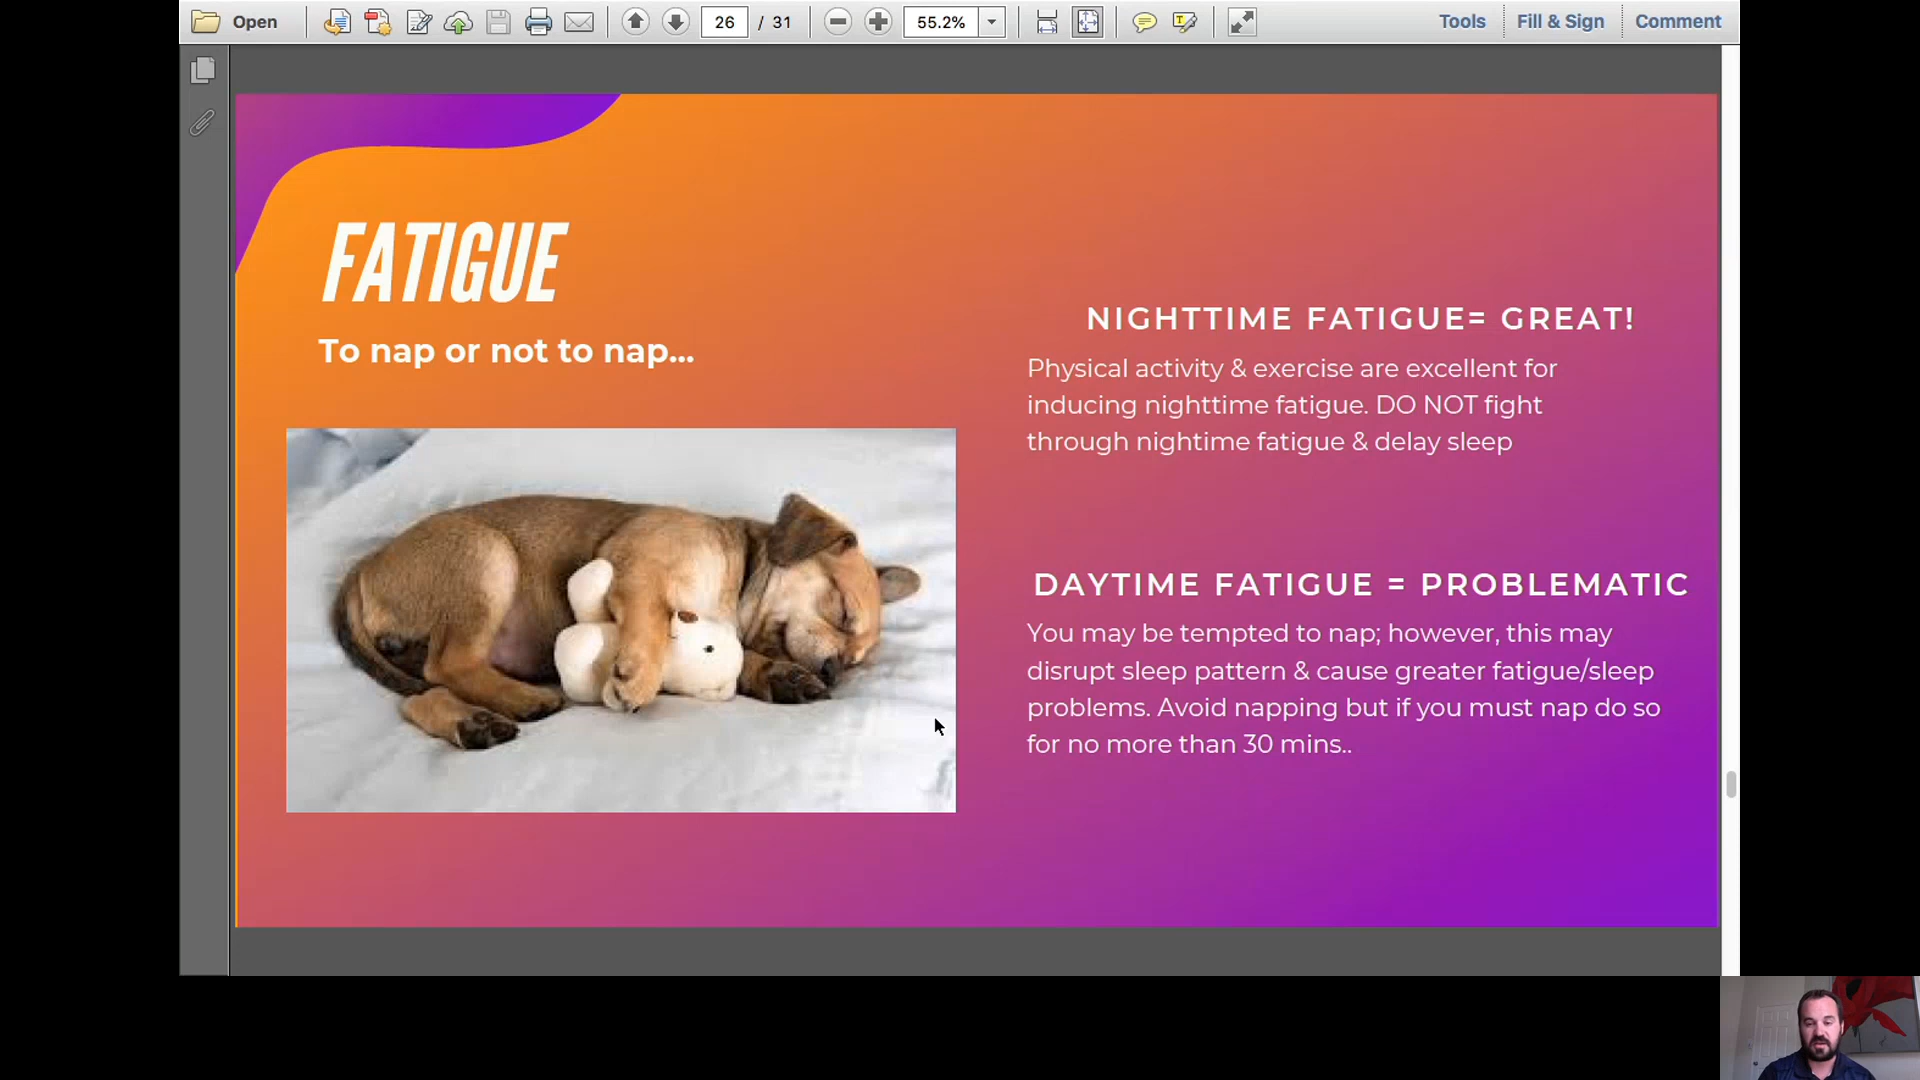 Open
26 / 31
55.2%
Tools
Fill & Sign
Comment
FATIGUE
To nap or not to nap...
NIGHTTIME FATIGUE= GREAT!
Physical activity & exercise are excellent for
inducing nighttime fatigue. DO NOT fight
through nightime fatigue & delay sleep
DAYTIME FATIGUE = PROBLEMATIC
You may be tempted to nap; however, this may
disrupt sleep pattern & cause greater fatigue/sleep
problems. Avoid napping but if you must nap do so
for no more than 30 mins..